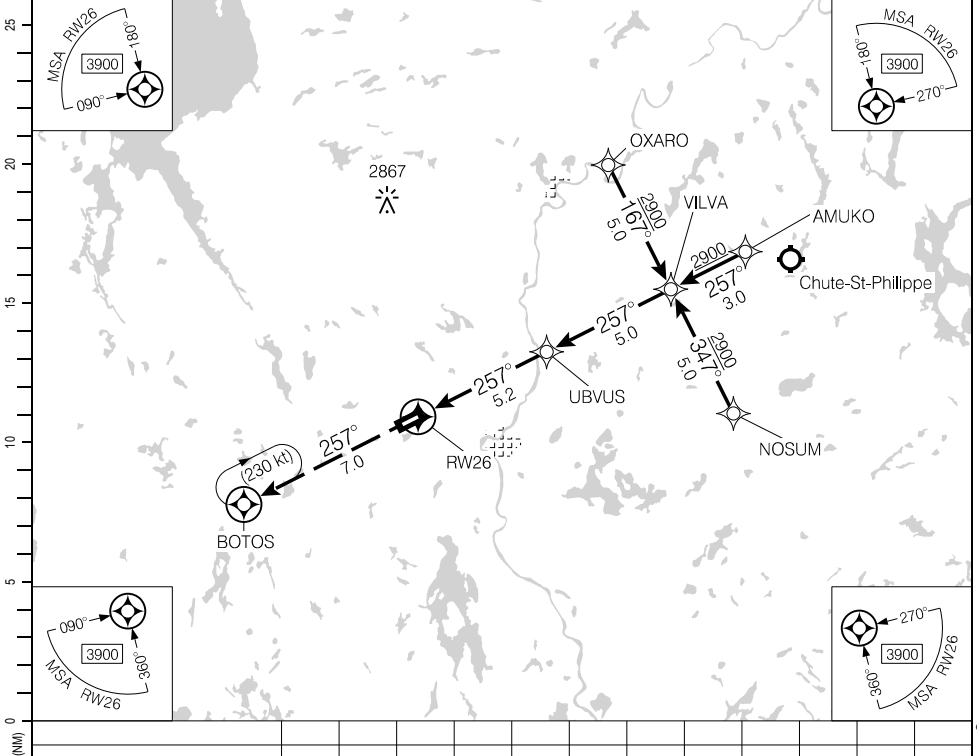 25
MSA RW26
180°
3900
090°
MSA RW26
180°
3900
270°
20
2867
OXARO
2900
167°
5.0
VILVA
AMUKO
2900
257°
3.0
Chute-St-Philippe
15
257°
5.0
2900
347°
5.0
UBVUS
257°
5.2
NOSUM
10
RW26
257°
7.0
(230 kt)
BOTOS
5
090°
3900
360°
MSA RW26
270°
3900
360°
MSA RW26
0
(NM)